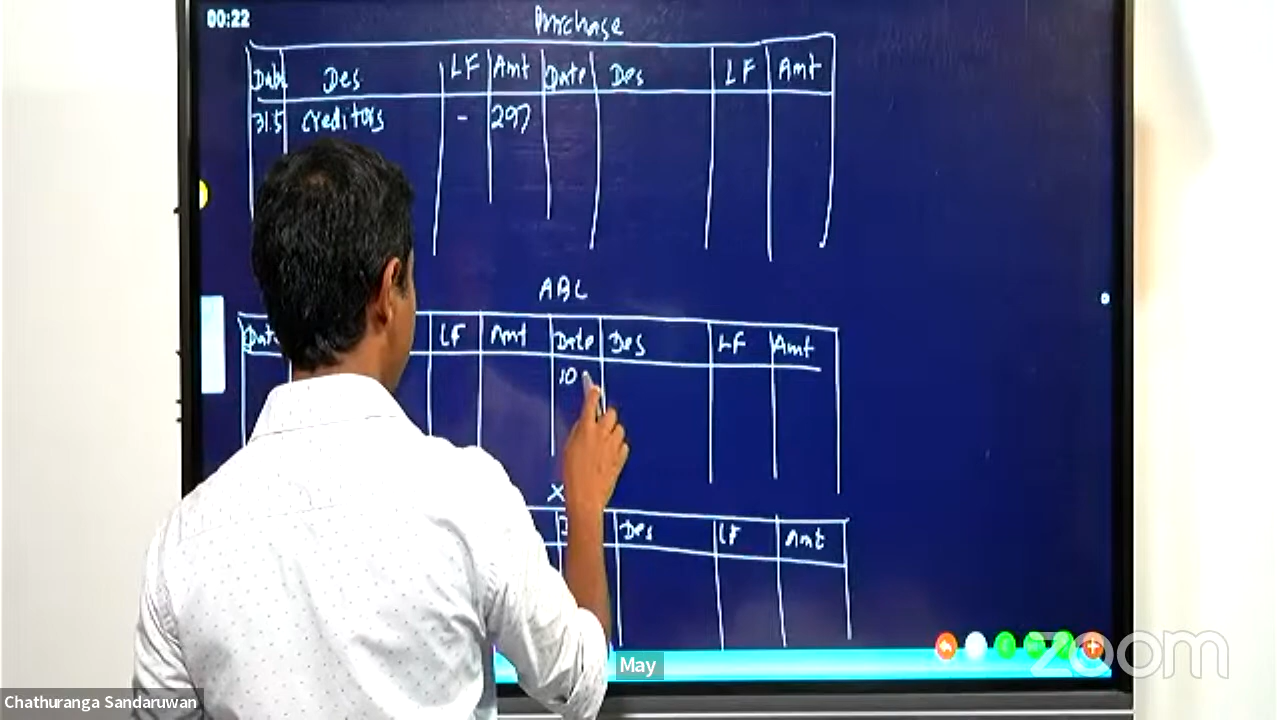 00:22
Purchase
Date Des LF Amt Date Des LF Amt
31.5 creditors - 297
ABC
Date LF Amt Date Des LF Amt
10
X
Des LF Amt
May
zoom
Chathuranga Sandaruwan